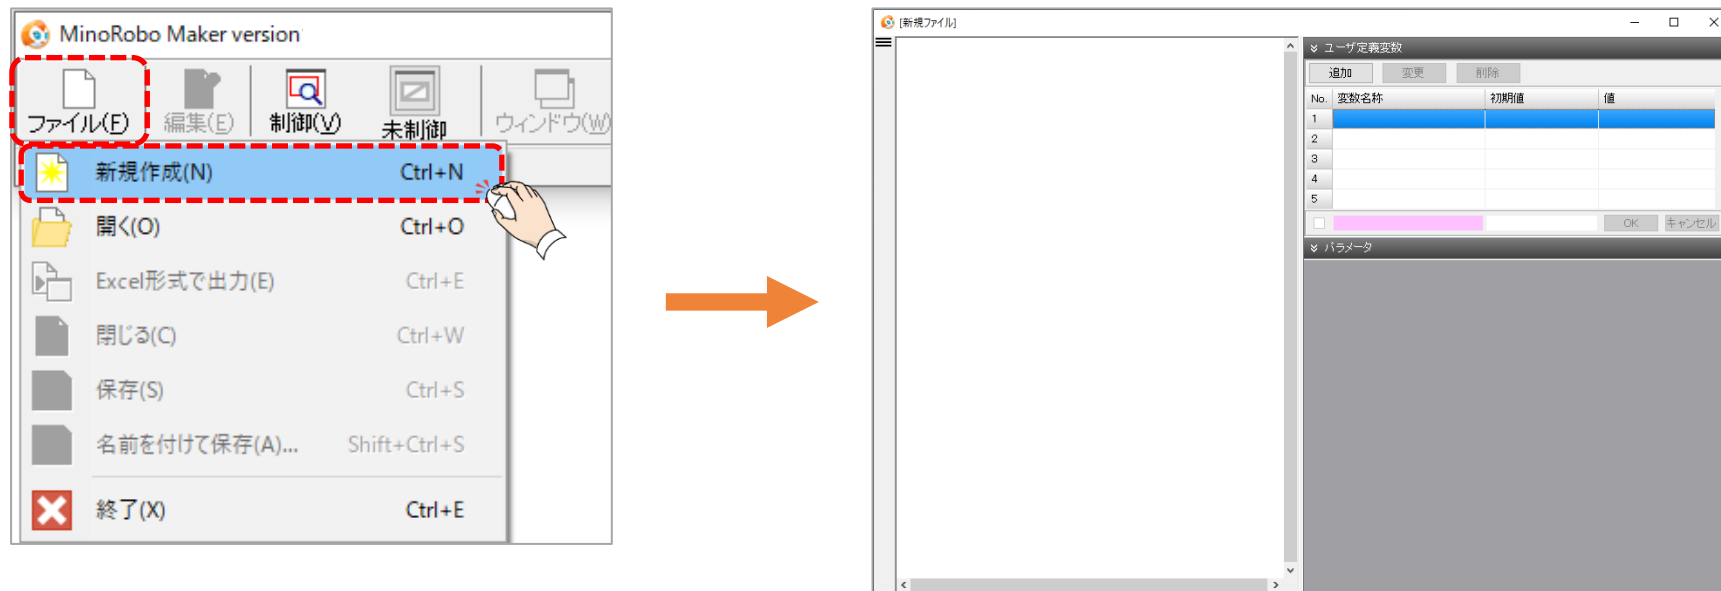 MinoRobo Maker version
ファイル(F) 編集(E) 制御(V) 未制御 ウィンドウ(W)
新規作成(N) Ctrl+N
開く(O) Ctrl+O
Excel形式で出力(E) Ctrl+E
閉じる(C) Ctrl+W
保存(S) Ctrl+S
名前を付けて保存(A)... Shift+Ctrl+S
終了(X) Ctrl+E
[新規ファイル]
ユーザ定義変数
追加 変更 削除
No. 変数名称 初期値 値
1
2
3
4
5
OK キャンセル
パラメータ